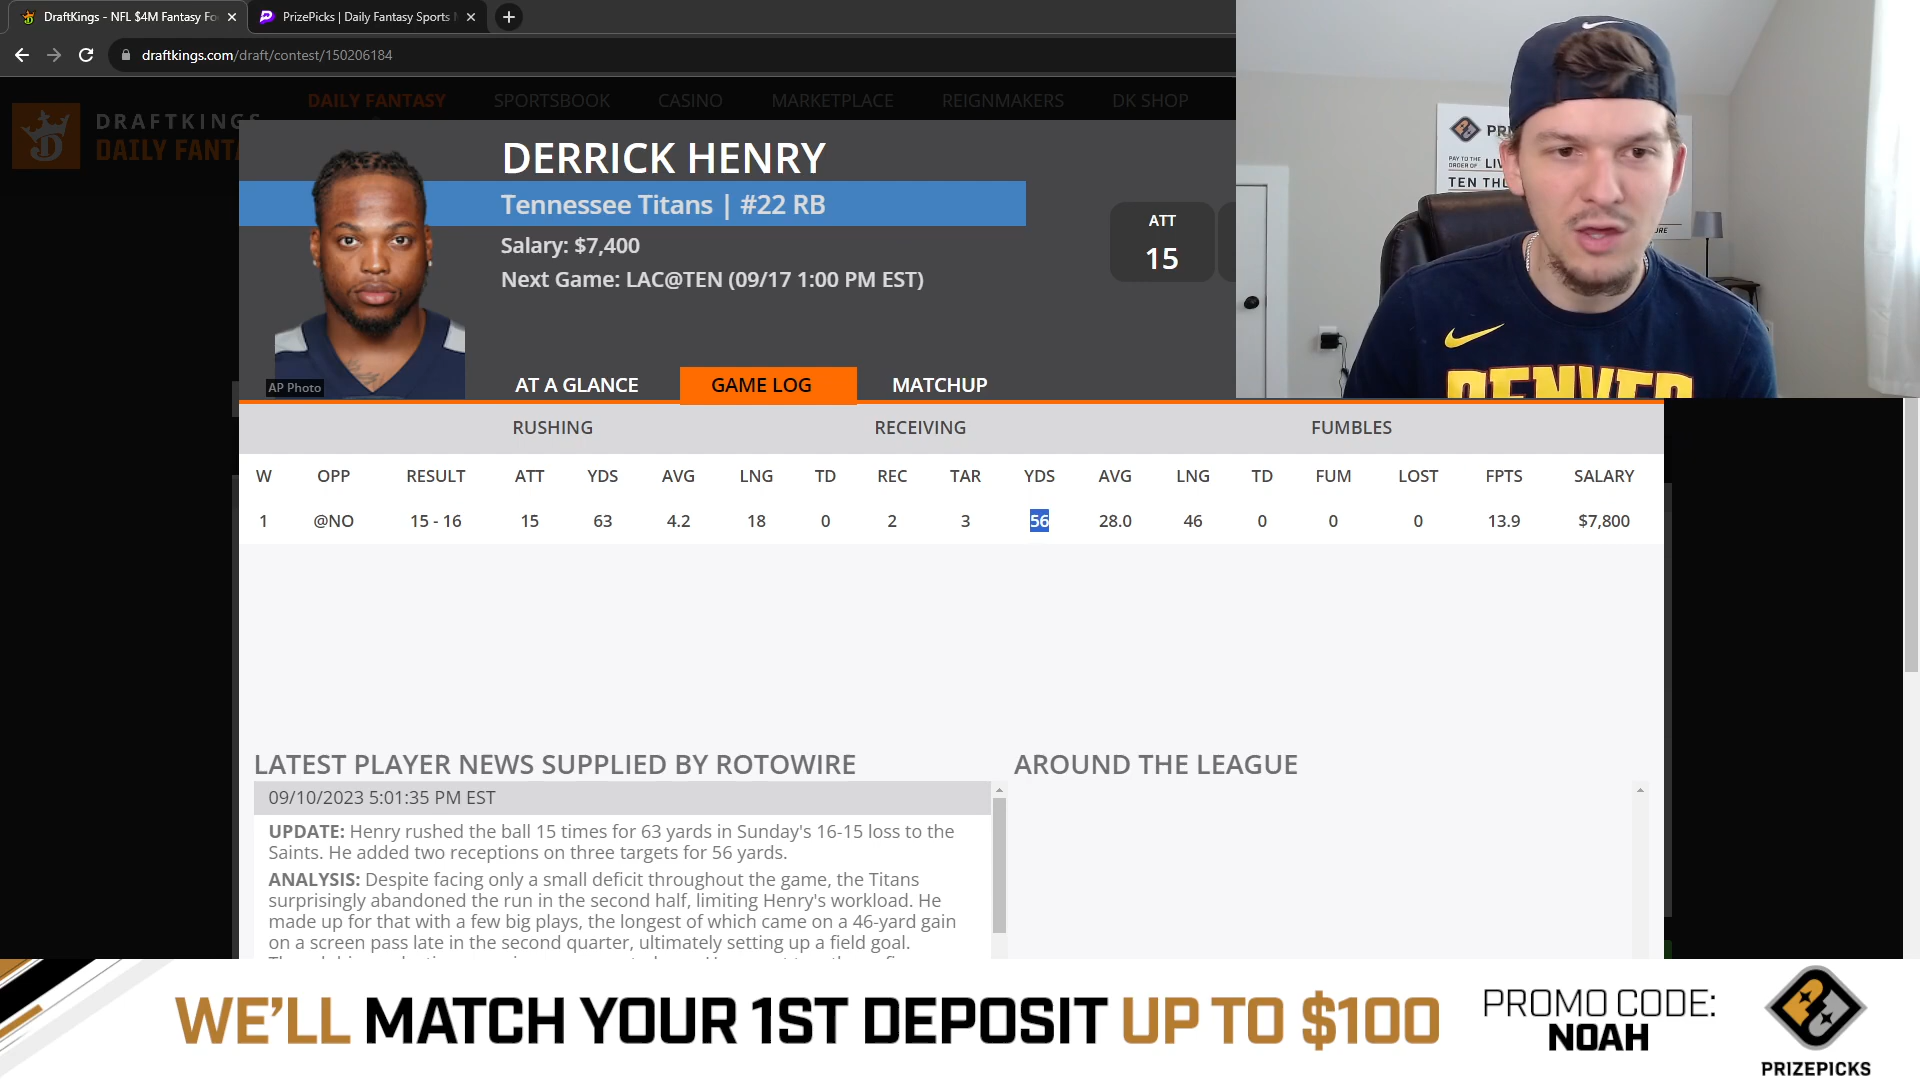 DraftKings - NFL $4M Fantasy Fo
PrizePicks | Daily Fantasy Sports
draftkings.com/draft/contest/150206184
DRAFTKINGS
DAILY FANTA
DAILY FANTASY SPORTSBOOK CASINO MARKETPLACE REIGNMAKERS DK SHOP
DERRICK HENRY
Tennessee Titans | #22 RB
Salary: $7,400
Next Game: LAC@TEN (09/17 1:00 PM EST)
ATT
15
AP Photo
AT A GLANCE GAME LOG MATCHUP
PAY TO THE
ORDER OF LIV
TEN THO
DENVER
RUSHING RECEIVING FUMBLES
W OPP RESULT ATT YDS AVG LNG TD REC TAR YDS AVG LNG TD FUM LOST FPTS SALARY
1 @NO 15 - 16 15 63 4.2 18 0 2 3 56 28.0 46 0 0 0 13.9 $7,800
LATEST PLAYER NEWS SUPPLIED BY ROTOWIRE
AROUND THE LEAGUE
09/10/2023 5:01:35 PM EST
UPDATE: Henry rushed the ball 15 times for 63 yards in Sunday's 16-15 loss to the
Saints. He added two receptions on three targets for 56 yards.
ANALYSIS: Despite facing only a small deficit throughout the game, the Titans
surprisingly abandoned the run in the second half, limiting Henry's workload. He
made up for that with a few big plays, the longest of which came on a 46-yard gain
on a screen pass late in the second quarter, ultimately setting up a field goal.
WE'LL MATCH YOUR 1ST DEPOSIT UP TO $100
PROMO CODE:
NOAH
PRIZEPICKS